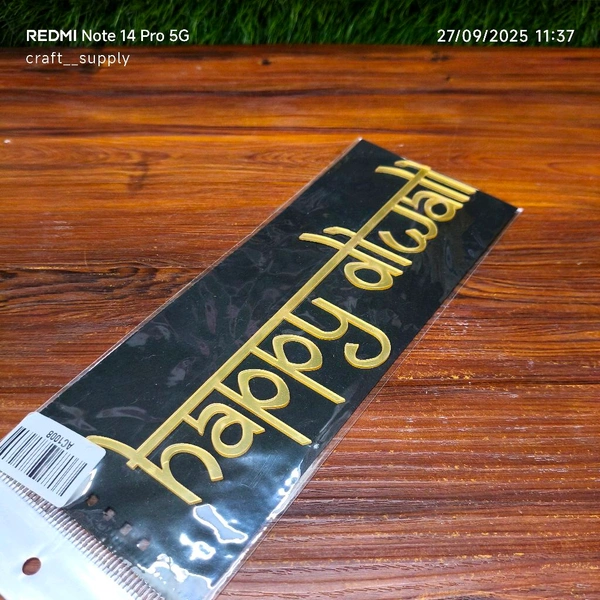 REDMI Note 14 Pro 5G
craft__supply
27/09/2025 11:37
happy diwali
AC1008